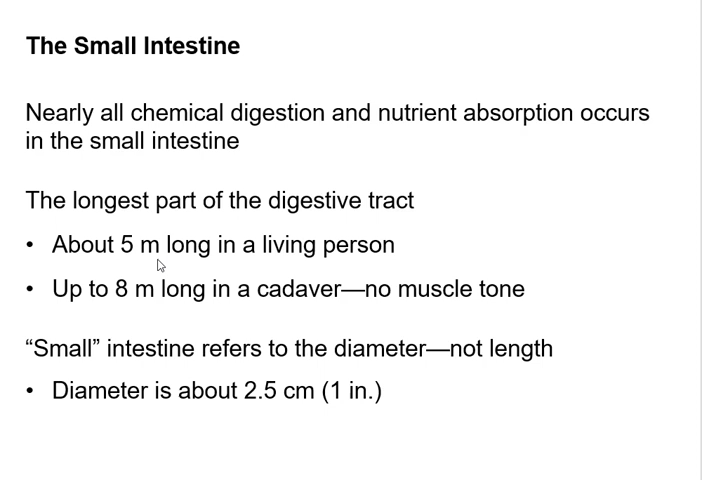 The Small Intestine
Nearly all chemical digestion and nutrient absorption occurs
in the small intestine
The longest part of the digestive tract
• About 5 m long in a living person
• Up to 8 m long in a cadaver—no muscle tone
“Small” intestine refers to the diameter—not length
• Diameter is about 2.5 cm (1 in.)